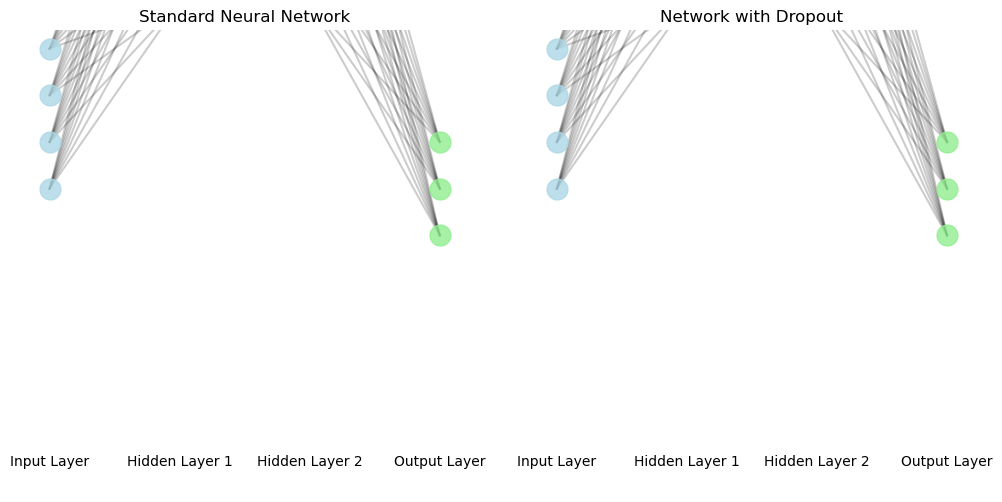 Standard Neural Network
Network with Dropout
Input Layer
Hidden Layer 1
Hidden Layer 2
Output Layer
Input Layer
Hidden Layer 1
Hidden Layer 2
Output Layer